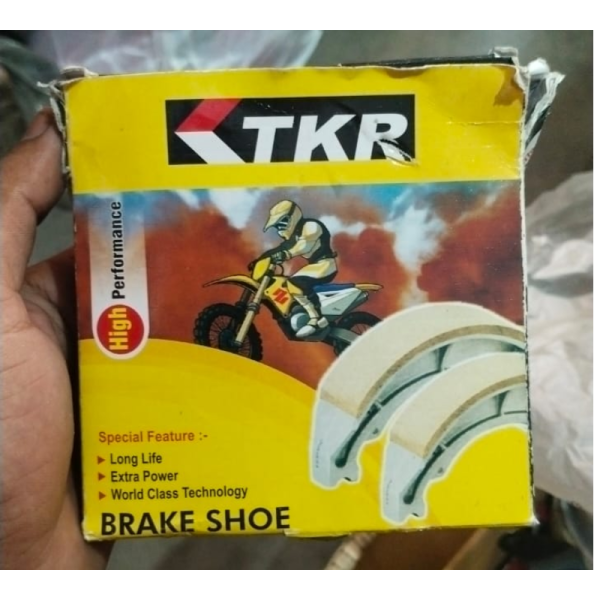 TKR
High Performance
Special Feature :-
Long Life
Extra Power
World Class Technology
BRAKE SHOE